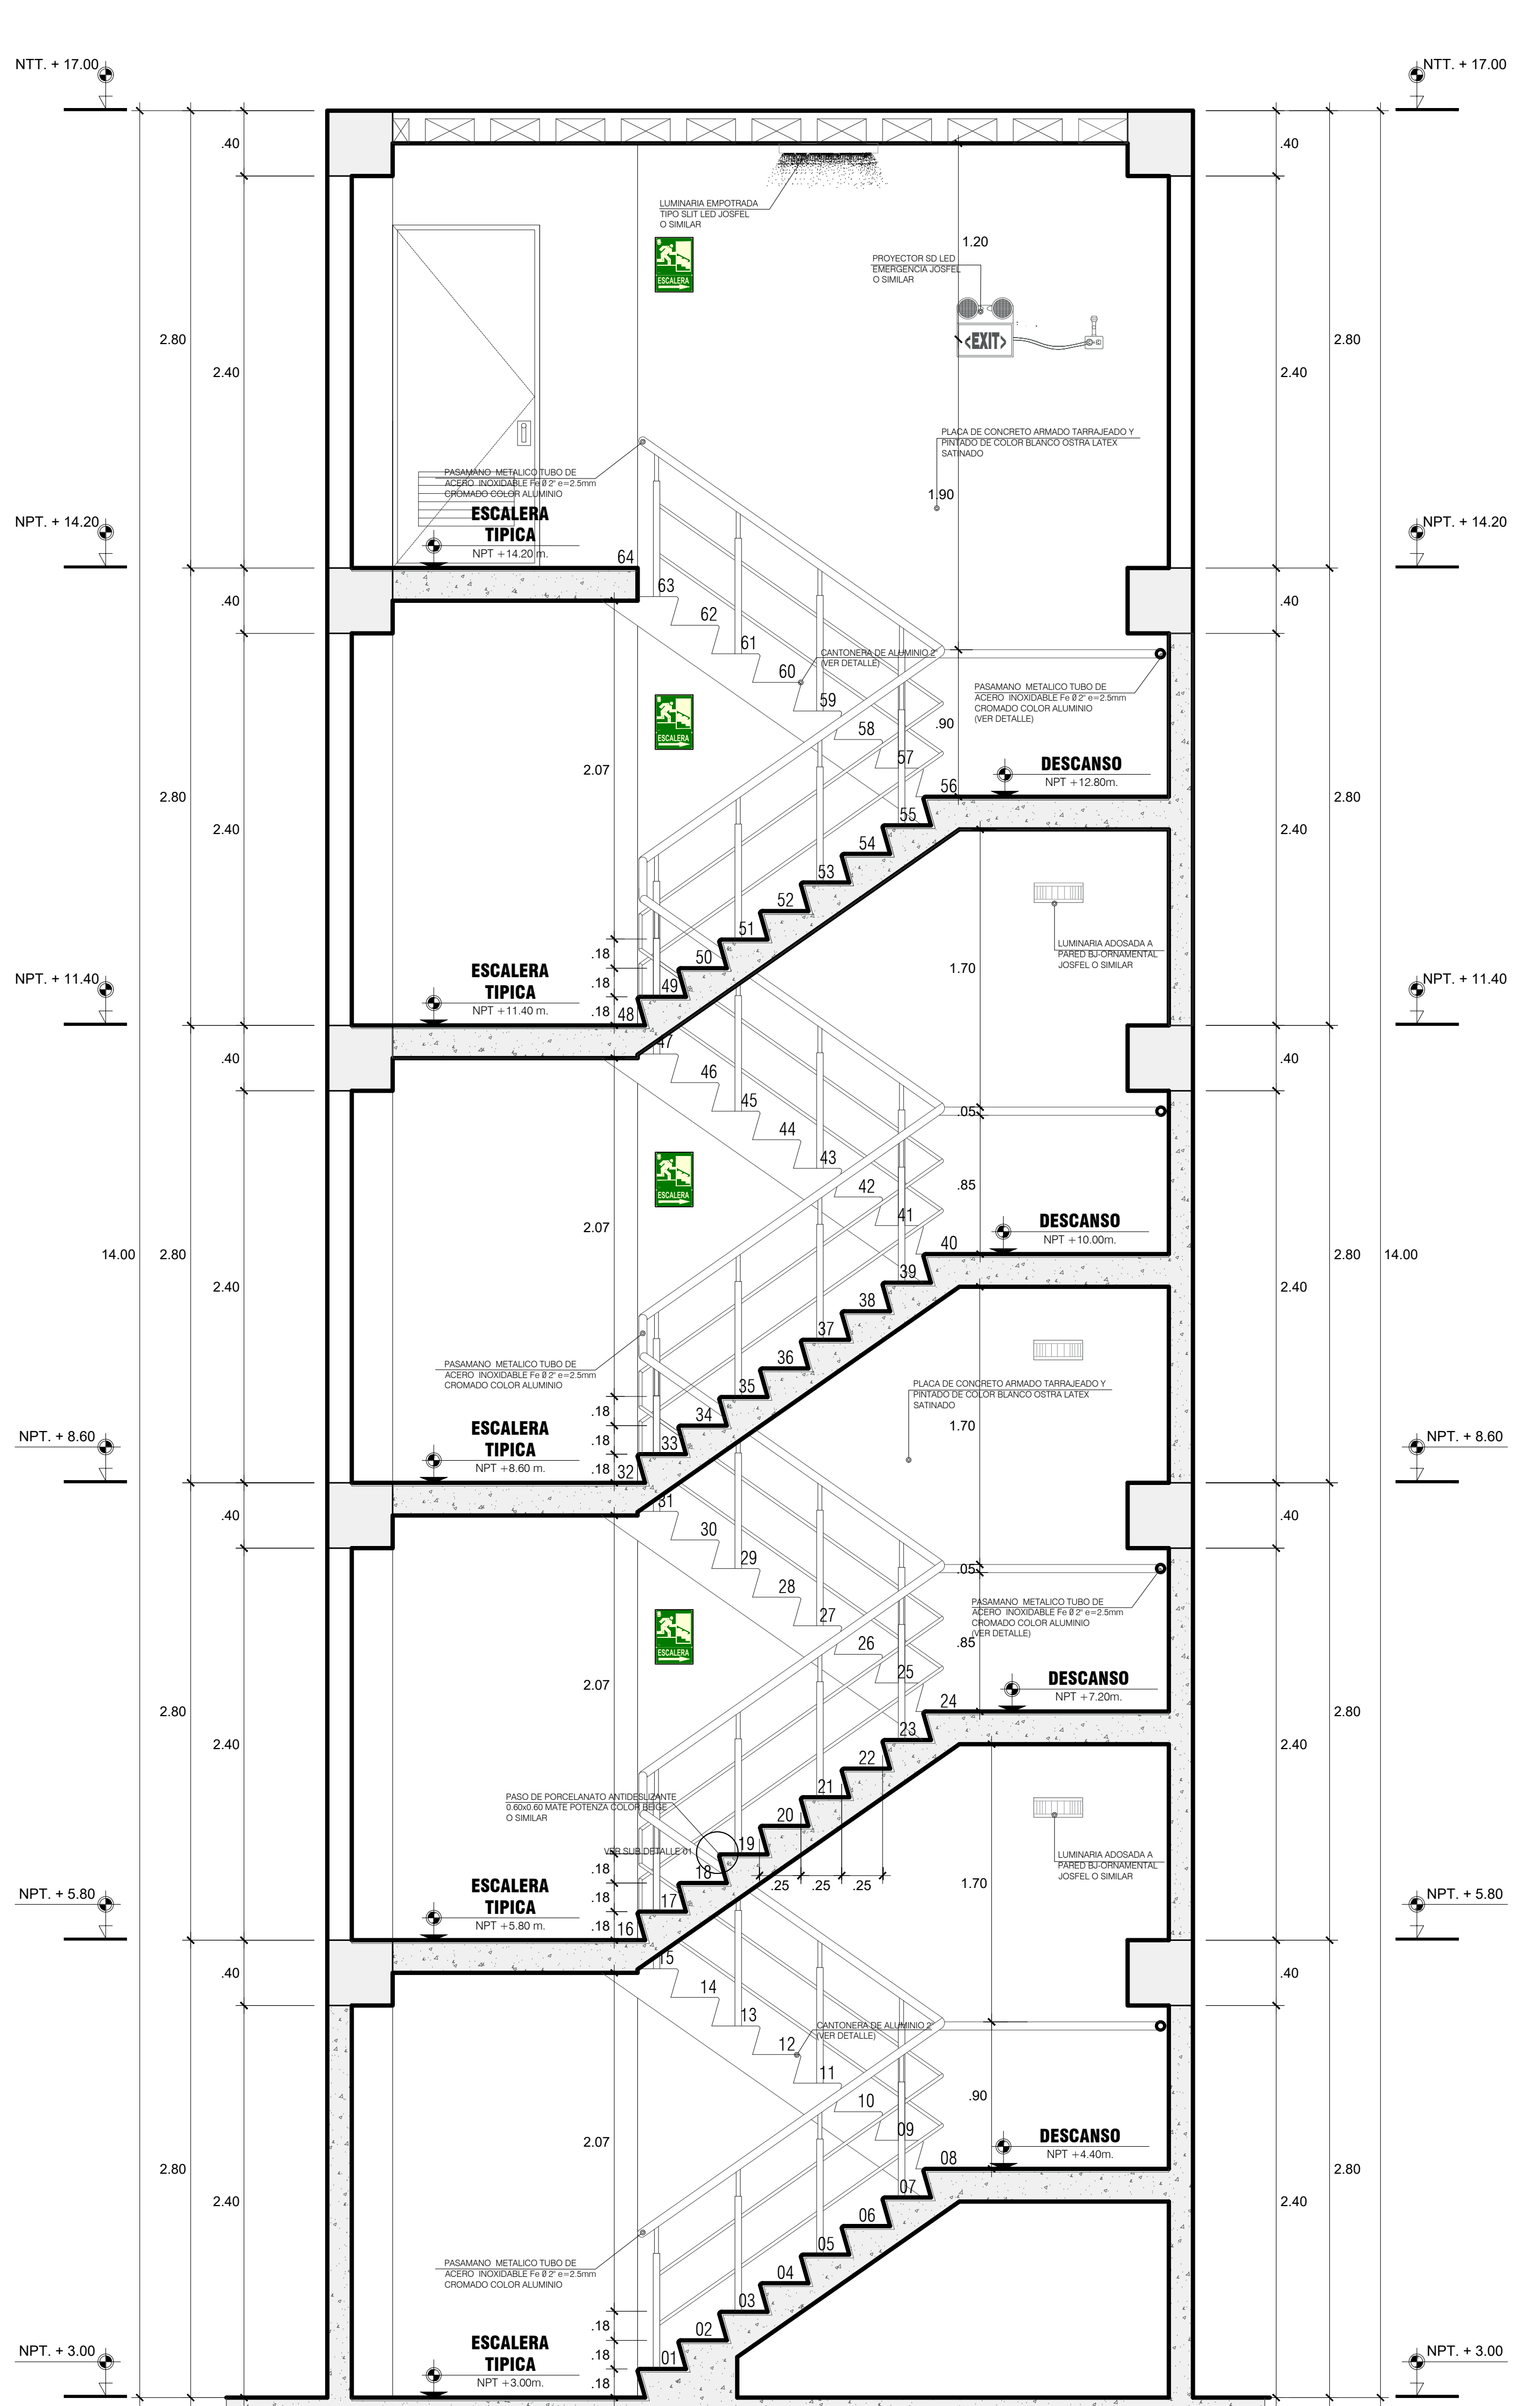 NTT. + 17.00
NTT. + 17.00
.40
.40
LUMINARIA EMPOTRADA
TIPO SLIT LED JOSFEL
O SIMILAR
ESCALERA
1.20
PROYECTOR SD LED
EMERGENCIA JOSFEL
O SIMILAR
<EXIT>
2.80
2.40
2.40
2.80
PLACA DE CONCRETO ARMADO TARRAJEADO Y
PINTADO DE COLOR BLANCO OSTRA LATEX
SATINADO
PASAMANO METALICO TUBO DE
ACERO INOXIDABLE Fe Ø 2" e=2.5mm
CROMADO COLOR ALUMINIO
1.90
NPT. + 14.20
ESCALERA
TIPICA
NPT +14.20 m.
NPT. + 14.20
64
63
62
61
60
59
58
57
56
.40
.40
CANTONERA DE ALUMINIO 2"
(VER DETALLE)
PASAMANO METALICO TUBO DE
ACERO INOXIDABLE Fe Ø 2" e=2.5mm
CROMADO COLOR ALUMINIO
(VER DETALLE)
ESCALERA
.90
2.07
DESCANSO
NPT +12.80m.
2.80
2.40
2.40
2.80
55
54
53
52
51
50
49
48
LUMINARIA ADOSADA A
PARED BJ-ORNAMENTAL
JOSFEL O SIMILAR
1.70
.18
.18
.18
NPT. + 11.40
ESCALERA
TIPICA
NPT +11.40 m.
NPT. + 11.40
47
46
45
44
43
42
41
40
.40
.40
.05
.85
ESCALERA
2.07
DESCANSO
NPT +10.00m.
14.00
2.80
2.40
2.40
2.80
14.00
39
38
37
36
35
34
33
32
PASAMANO METALICO TUBO DE
ACERO INOXIDABLE Fe Ø 2" e=2.5mm
CROMADO COLOR ALUMINIO
PLACA DE CONCRETO ARMADO TARRAJEADO Y
PINTADO DE COLOR BLANCO OSTRA LATEX
SATINADO
1.70
.18
.18
.18
NPT. + 8.60
ESCALERA
TIPICA
NPT +8.60 m.
NPT. + 8.60
31
30
29
28
27
26
25
24
.40
.40
.05
PASAMANO METALICO TUBO DE
ACERO INOXIDABLE Fe Ø 2" e=2.5mm
CROMADO COLOR ALUMINIO
(VER DETALLE)
.85
ESCALERA
2.07
DESCANSO
NPT +7.20m.
2.80
2.40
2.40
2.80
23
22
21
20
19
18
17
16
PASO DE PORCELANATO ANTIDESLIZANTE
0.60x0.60 MATE POTENZA COLOR BEIGE
O SIMILAR
VER SUB DETALLE 01
.25
.25
.25
LUMINARIA ADOSADA A
PARED BJ-ORNAMENTAL
JOSFEL O SIMILAR
1.70
.18
.18
.18
NPT. + 5.80
ESCALERA
TIPICA
NPT +5.80 m.
NPT. + 5.80
15
14
13
12
11
10
09
08
.40
.40
CANTONERA DE ALUMINIO 2"
(VER DETALLE)
.90
2.07
DESCANSO
NPT +4.40m.
2.80
2.40
2.40
2.80
07
06
05
04
03
02
01
PASAMANO METALICO TUBO DE
ACERO INOXIDABLE Fe Ø 2" e=2.5mm
CROMADO COLOR ALUMINIO
.18
.18
.18
NPT. + 3.00
ESCALERA
TIPICA
NPT +3.00m.
NPT. + 3.00